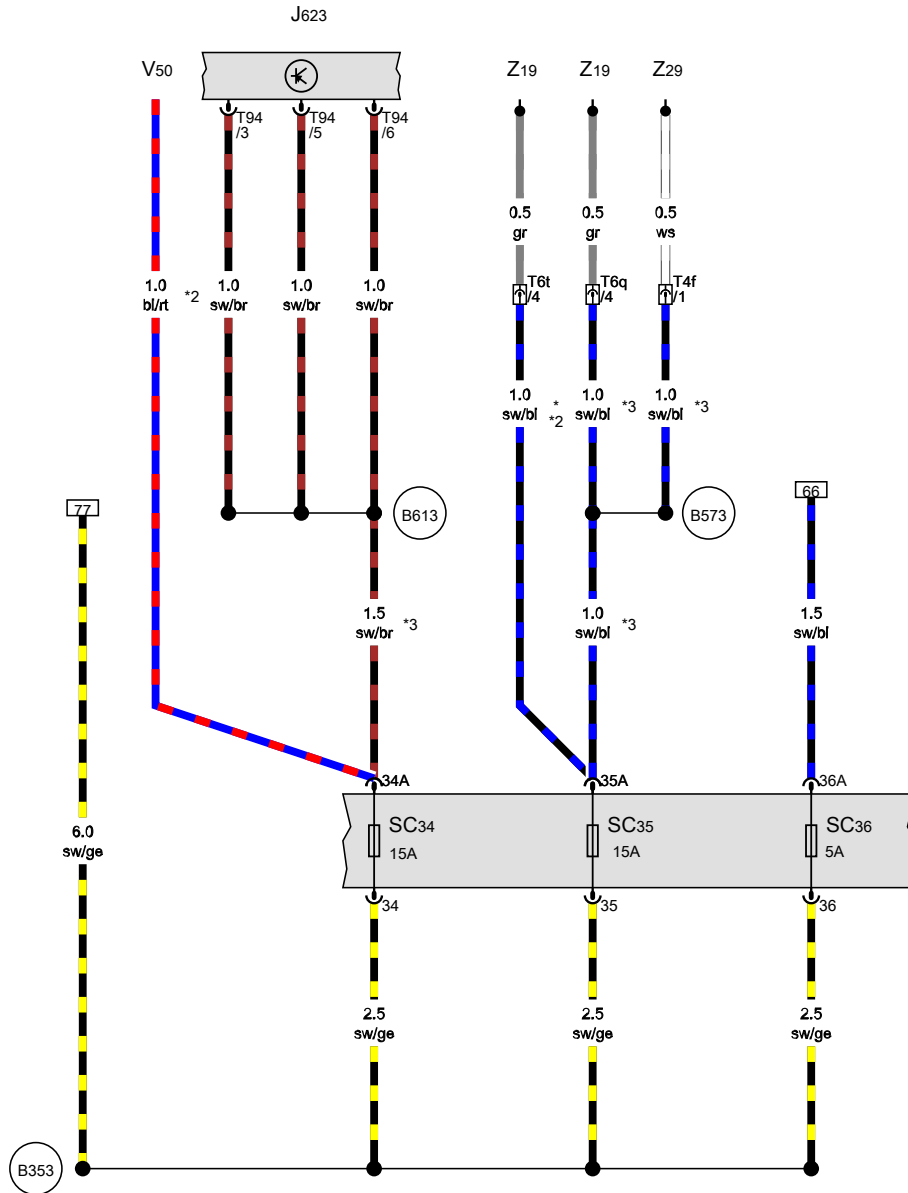 J623
V50
Z19
Z19
Z29
T94
/3
T94
/5
T94
/6
0.5
gr
0.5
gr
0.5
ws
T6t
/4
T6q
/4
T4f
/1
1.0
bl/rt
*2
1.0
sw/br
1.0
sw/br
1.0
sw/br
1.0
sw/bl
*
*2
1.0
sw/bl
*3
1.0
sw/bl
*3
77
B613
B573
66
1.5
sw/br
*3
1.0
sw/bl
*3
1.5
sw/bl
34A
35A
36A
6.0
sw/ge
SC34
15A
SC35
15A
SC36
5A
34
35
36
2.5
sw/ge
2.5
sw/ge
2.5
sw/ge
B353